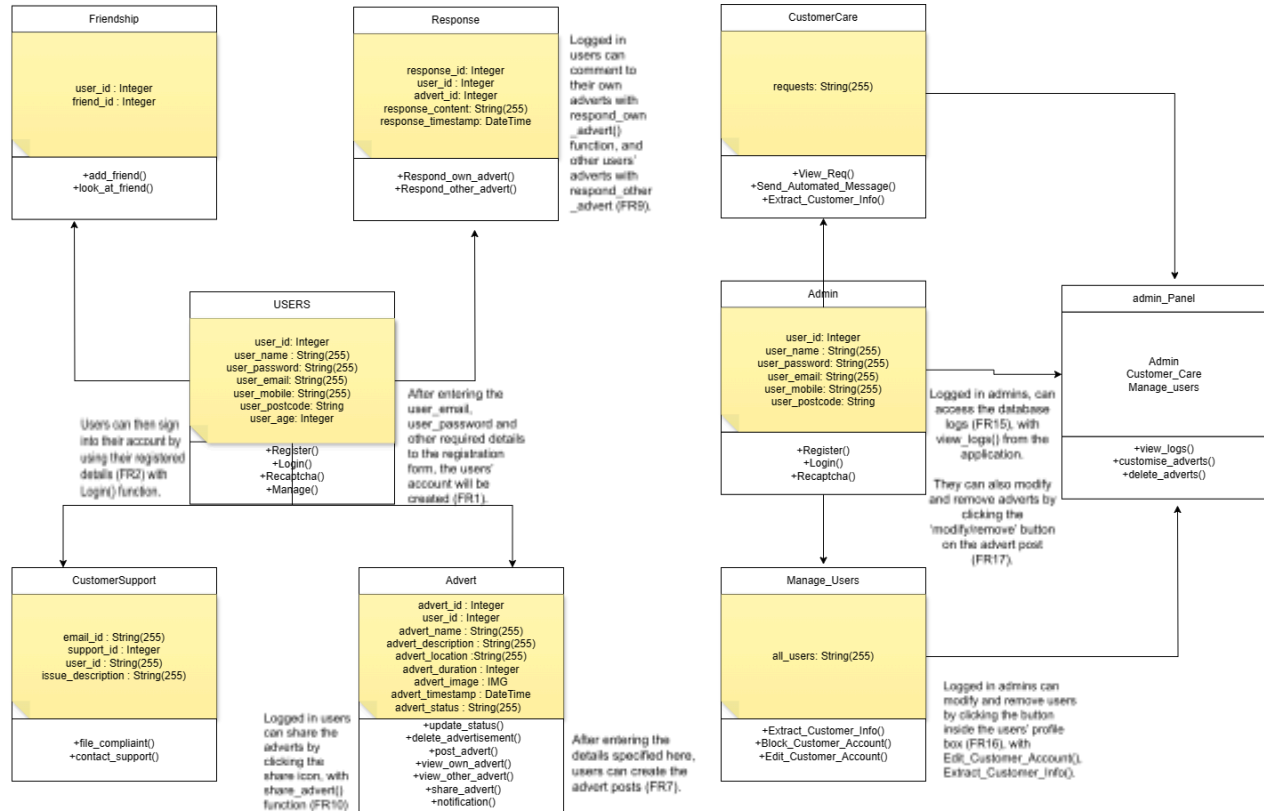 Friendship
user_id : Integer
friend_id : Integer
+add_friend()
+look_at_friend()
Response
response_id: Integer
user_id : Integer
advert_id: Integer
response_content: String(255)
response_timestamp: DateTime
+Respond_own_advert()
+Respond_other_advert()
Logged in
users can
comment to
their own
adverts with
respond_own
_advert()
function, and
other users'
adverts with
respond_other
_advert (FR9).
CustomerCare
requests: String(255)
+View_Req()
+Send_Automated_Message()
+Extract_Customer_Info()
USERS
user_id: Integer
user_name : String(255)
user_password: String(255)
user_email: String(255)
user_mobile: String(255)
user_postcode: String
user_age: Integer
+Register()
+Login()
+Recaptcha()
+Manage()
Users can then sign
into their account by
using their registered
details (FR2) with
Login() function.
After entering the
user_email,
user_password and
other required details
to the registration
form, the users'
account will be
created (FR1).
Admin
user_id: Integer
user_name : String(255)
user_password: String(255)
user_email: String(255)
user_mobile: String(255)
user_postcode: String
+Register()
+Login()
+Recaptcha()
admin_Panel
Admin
Customer_Care
Manage_users
+view_logs()
+customise_adverts()
+delete_adverts()
Logged in admins, can
access the database
logs (FR15), with
view_logs() from the
application.
They can also modify
and remove adverts by
clicking the
'modify/remove' button
on the advert post
(FR17).
CustomerSupport
email_id : String(255)
support_id : Integer
user_id : String(255)
issue_description : String(255)
+file_complaint()
+contact_support()
Advert
advert_id : Integer
user_id : Integer
advert_name : String(255)
advert_description : String(255)
advert_location :String(255)
advert_duration : Integer
advert_image : IMG
advert_timestamp : DateTime
advert_status : String(255)
+update_status()
+delete_advertisement()
+post_advert()
+view_own_advert()
+view_other_advert()
+share_advert()
+notification()
Logged in users
can share the
adverts by
clicking the
share icon, with
share_advert()
function (FR10)
After entering the
details specified here,
users can create the
advert posts (FR7).
Manage_Users
all_users: String(255)
+Extract_Customer_Info()
+Block_Customer_Account()
+Edit_Customer_Account()
Logged in admins can
modify and remove users
by clicking the button
inside the users' profile
box (FR16), with
Edit_Customer_Account(),
Extract_Customer_Info().